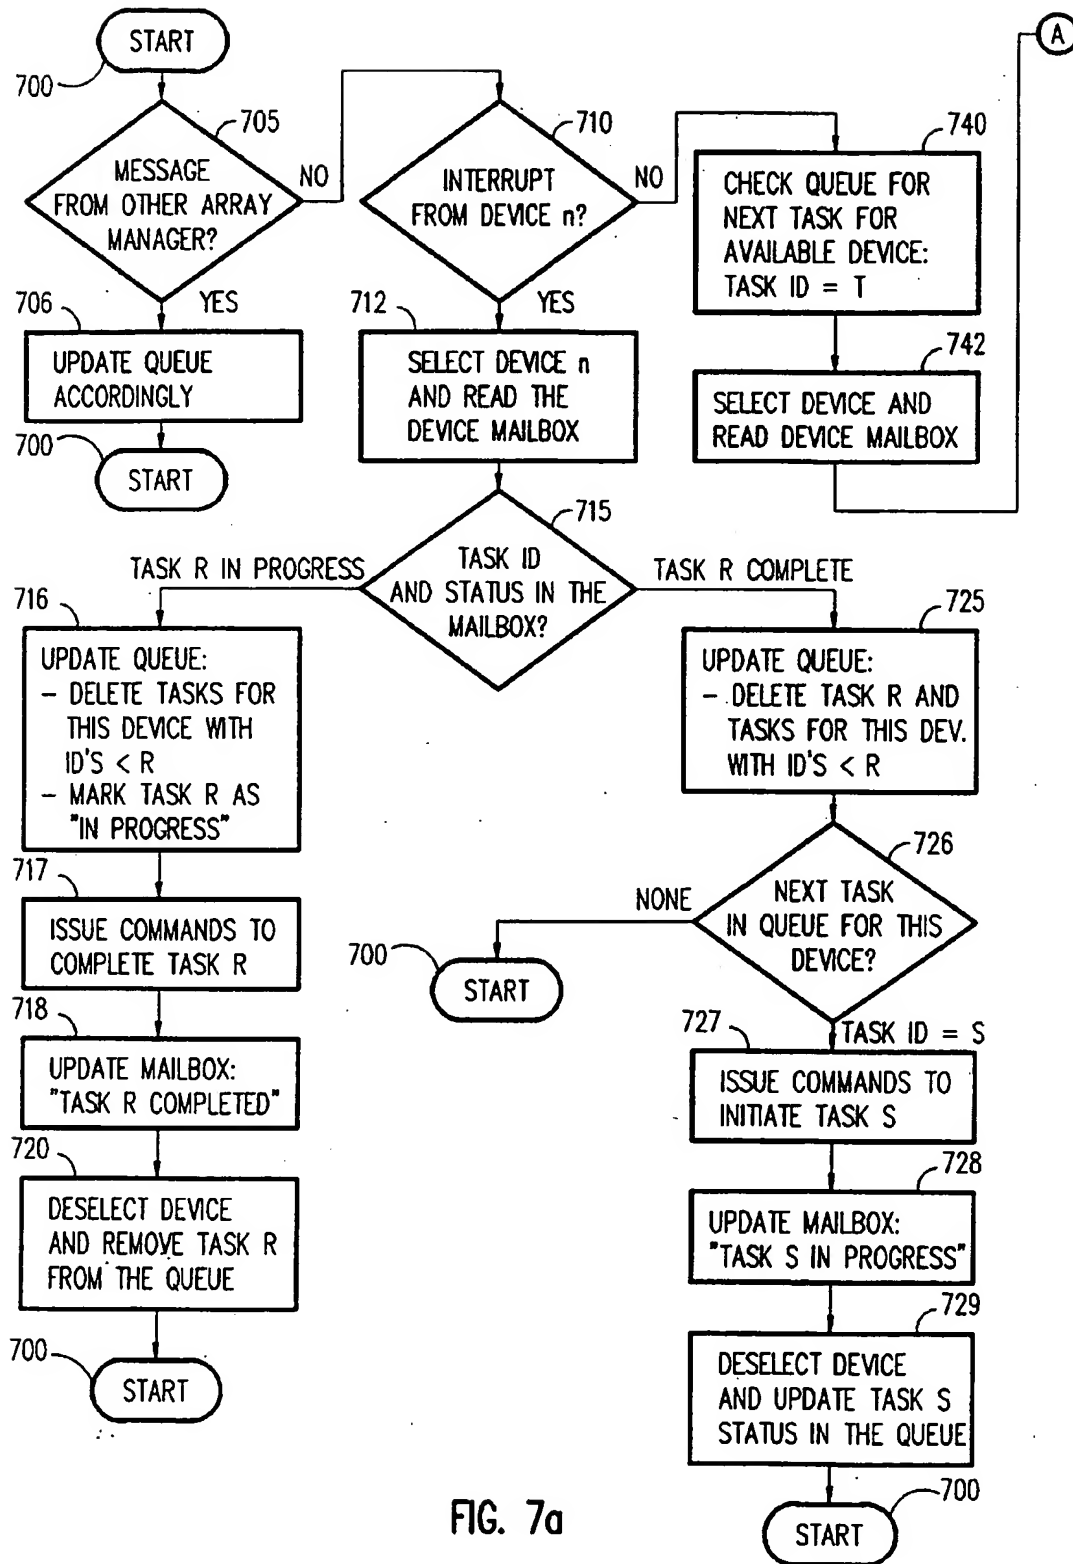 START
700
A
705
MESSAGE
FROM OTHER ARRAY
MANAGER?
NO
YES
706
UPDATE QUEUE
ACCORDINGLY
700
START
710
INTERRUPT
FROM DEVICE n?
NO
YES
740
CHECK QUEUE FOR
NEXT TASK FOR
AVAILABLE DEVICE:
TASK ID = T
742
SELECT DEVICE AND
READ DEVICE MAILBOX
712
SELECT DEVICE n
AND READ THE
DEVICE MAILBOX
715
TASK ID
AND STATUS IN THE
MAILBOX?
TASK R IN PROGRESS
TASK R COMPLETE
716
UPDATE QUEUE:
– DELETE TASKS FOR
THIS DEVICE WITH
ID'S < R
– MARK TASK R AS
"IN PROGRESS"
717
ISSUE COMMANDS TO
COMPLETE TASK R
718
UPDATE MAILBOX:
"TASK R COMPLETED"
720
DESELECT DEVICE
AND REMOVE TASK R
FROM THE QUEUE
700
START
725
UPDATE QUEUE:
– DELETE TASK R AND
TASKS FOR THIS DEV.
WITH ID'S < R
726
NEXT TASK
IN QUEUE FOR THIS
DEVICE?
NONE
700
START
TASK ID = S
727
ISSUE COMMANDS TO
INITIATE TASK S
728
UPDATE MAILBOX:
"TASK S IN PROGRESS"
729
DESELECT DEVICE
AND UPDATE TASK S
STATUS IN THE QUEUE
700
START
FIG. 7a